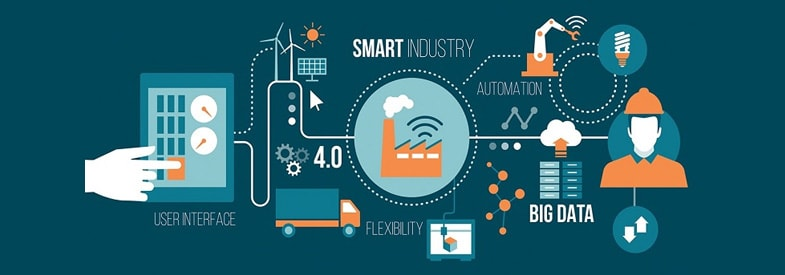 SMART INDUSTRY
AUTOMATION
4.0
USER INTERFACE
FLEXIBILITY
BIG DATA